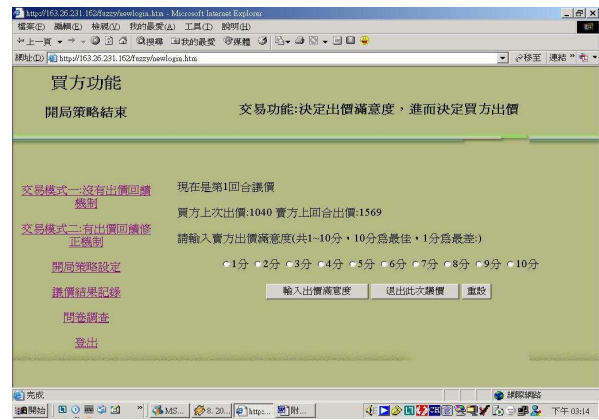 http://163.26.231.162/fuzzy/newlogin.htm - Microsoft Internet Explorer
檔案(F) 編輯(E) 檢視(V) 我的最愛(A) 工具(T) 說明(H)
上一頁 搜尋 我的最愛 媒體
網址(D) http://163.26.231.162/fuzzy/newlogin.htm 移至 連結
買方功能
開局策略結束
交易功能:決定出價滿意度,進而決定買方出價
交易模式一:沒有出價回饋
機制
交易模式二:有出價回饋修
正機制
開局策略設定
議價結果記錄
問卷調查
登出
現在是第1回合議價
買方上次出價:1040 賣方上回合出價:1569
請輸入賣方出價滿意度(共1~10分,10分為最佳,1分為最差:)
1分 2分 3分 4分 5分 6分 7分 8分 9分 10分
輸入出價滿意度 退出此次議價 重設
完成 網際網路
開始 MS... 8. 20... http:... 附... 下午 03:14